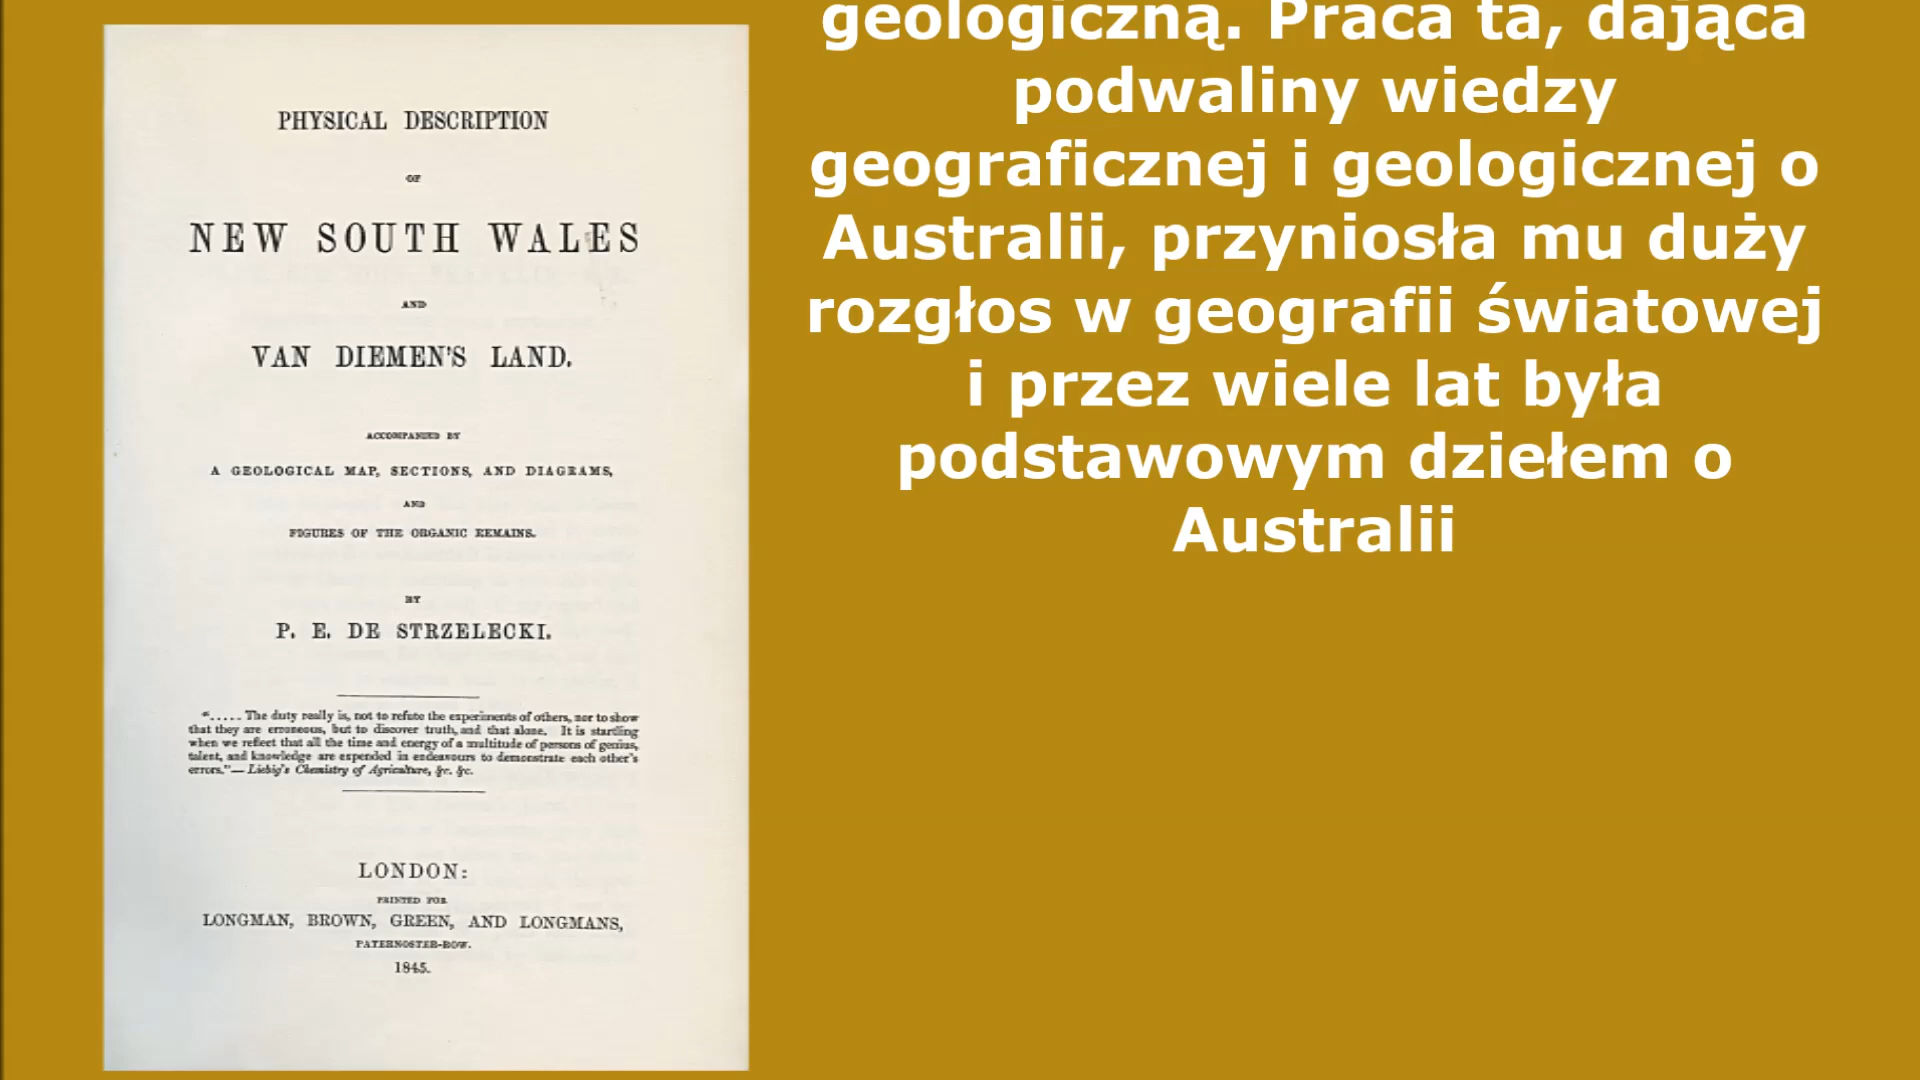 PHYSICAL DESCRIPTION
OF
NEW SOUTH WALES
AND
VAN DIEMEN'S LAND.
ACCOMPANIED BY
A GEOLOGICAL MAP, SECTIONS, AND DIAGRAMS,
AND
FIGURES OF THE ORGANIC REMAINS.
BY
P. E. DE STRZELECKI.
"..... The duty really is, not to refute the experiments of others, nor to show
that they are erroneous, but to discover truth, and that alone. It is startling
when we reflect that all the time and energy of a multitude of persons of genius,
talent, and knowledge are expended in endeavours to demonstrate each other's
errors."—Liebig's Chemistry of Agriculture, &c. &c.
LONDON:
PRINTED FOR
LONGMAN, BROWN, GREEN, AND LONGMANS,
PATERNOSTER-ROW.
1845.
geologiczną. Praca ta, dająca
podwaliny wiedzy
geograficznej i geologicznej o
Australii, przyniosła mu duży
rozgłos w geografii światowej
i przez wiele lat była
podstawowym dziełem o
Australii